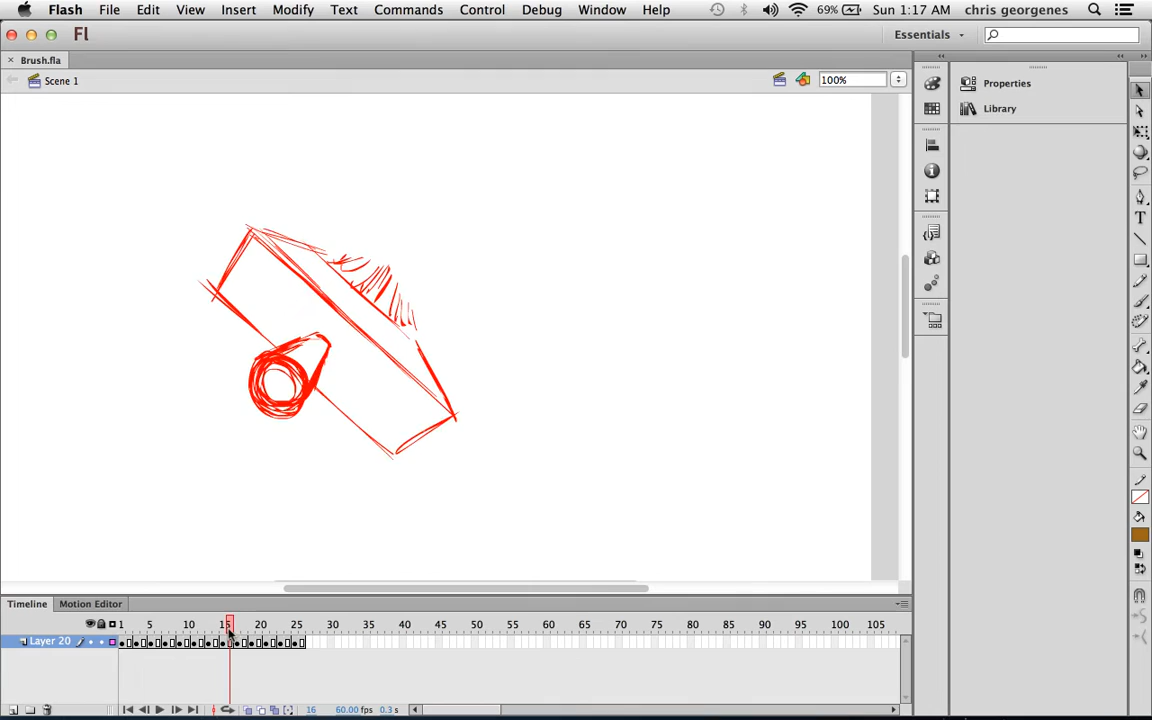 Flash File Edit View Insert Modify Text Commands Control Debug Window Help 69% Sun 1:17 AM chris georgenes
Fl Essentials
Brush.fla
Scene 1 100%
Properties
Library
Timeline Motion Editor
1 5 10 15 20 25 30 35 40 45 50 55 60 65 70 75 80 85 90 95 100 105
Layer 20
16 60.00 fps 0.3 s